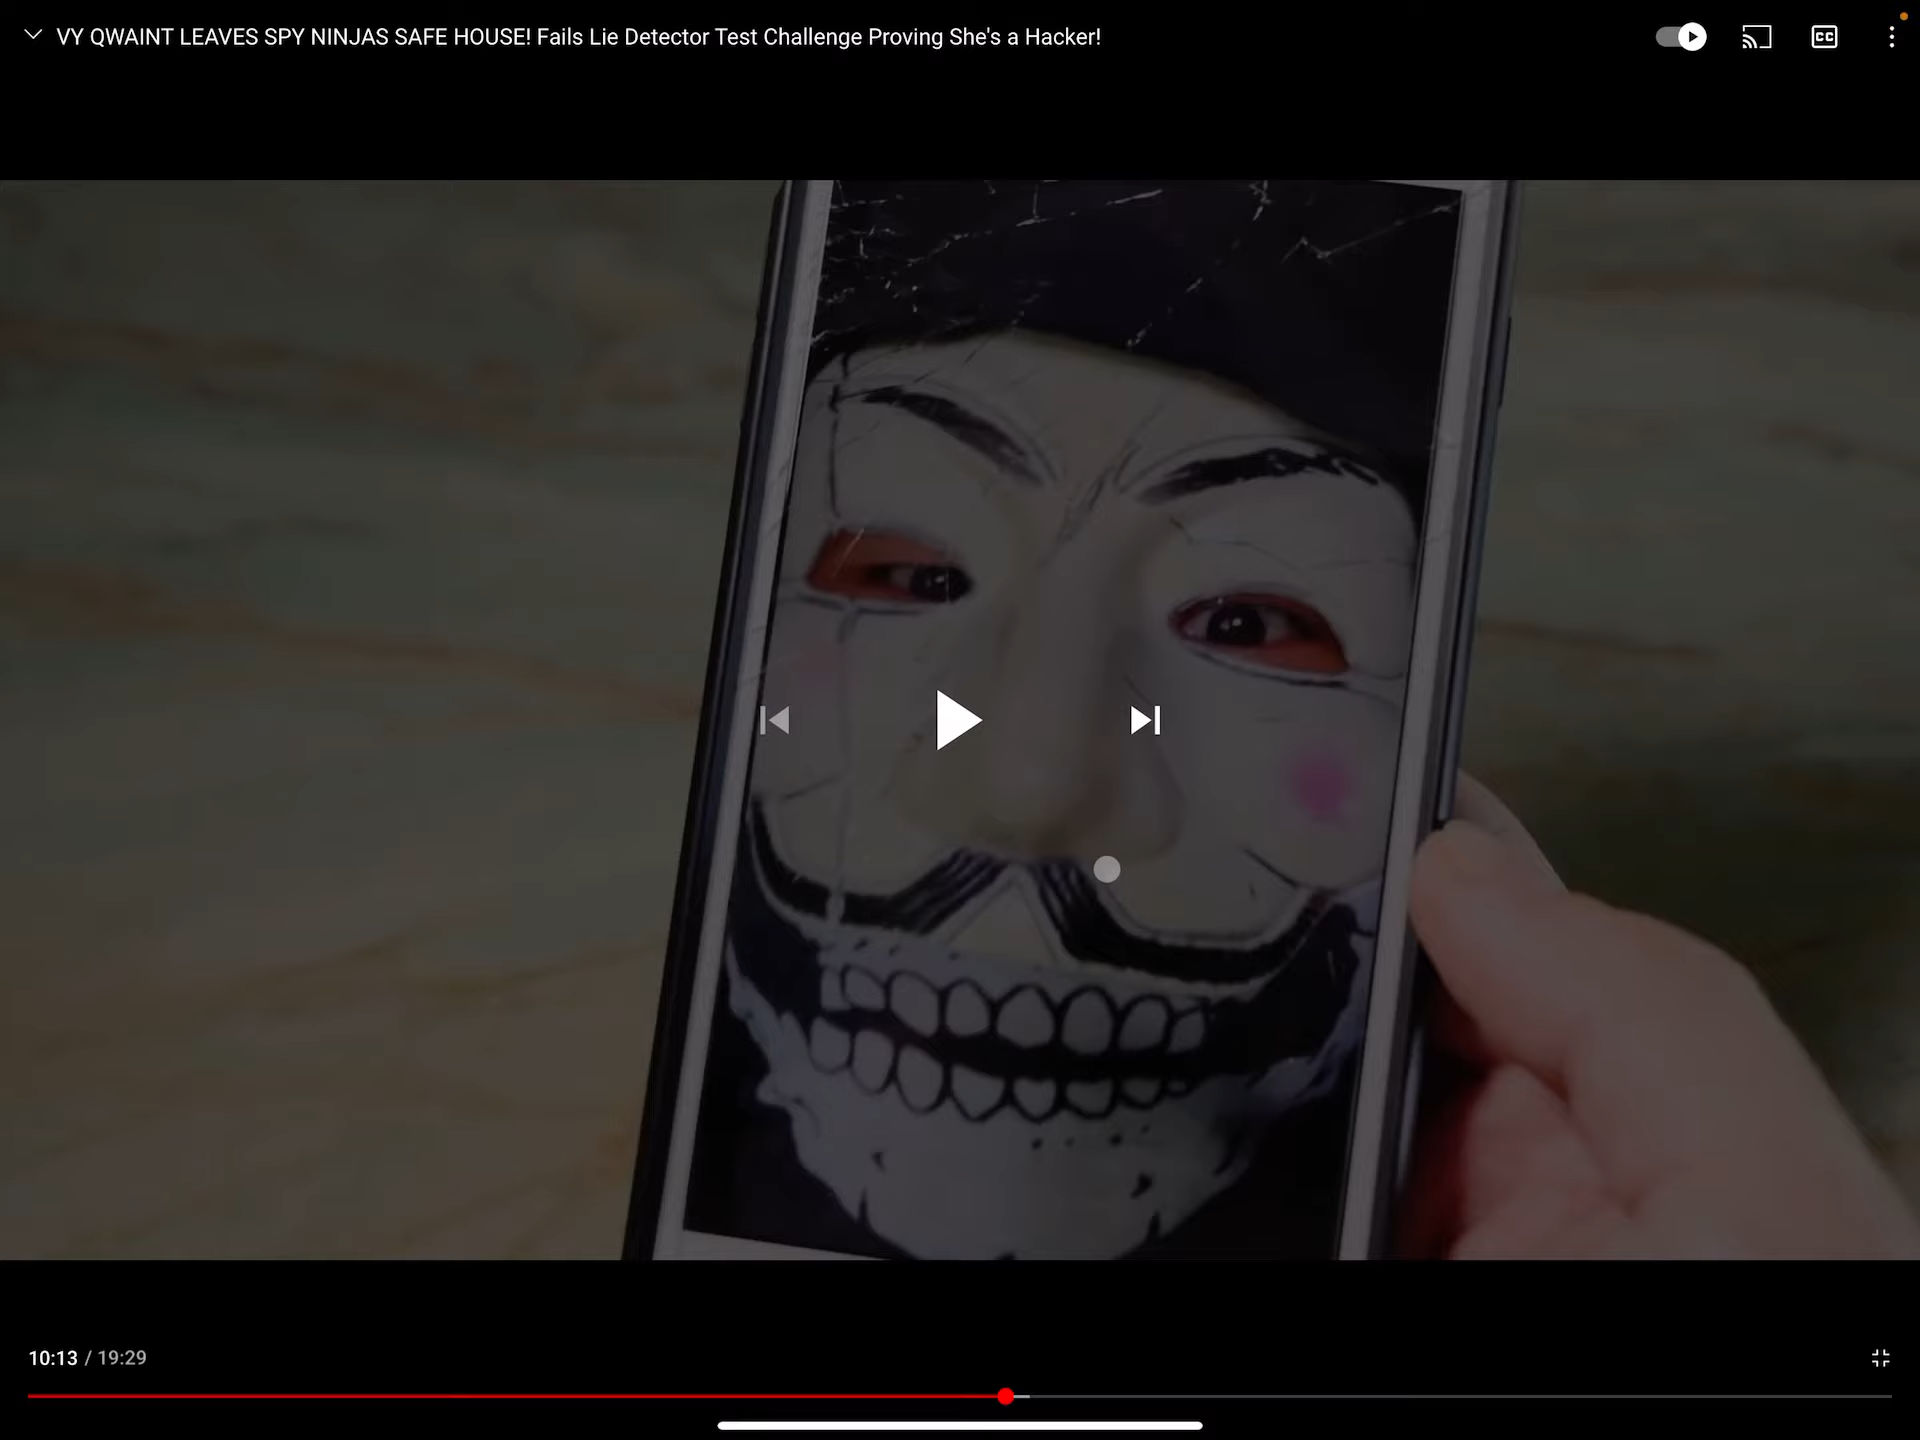 VY QWAINT LEAVES SPY NINJAS SAFE HOUSE! Fails Lie Detector Test Challenge Proving She's a Hacker!
CC
10:13 / 19:29